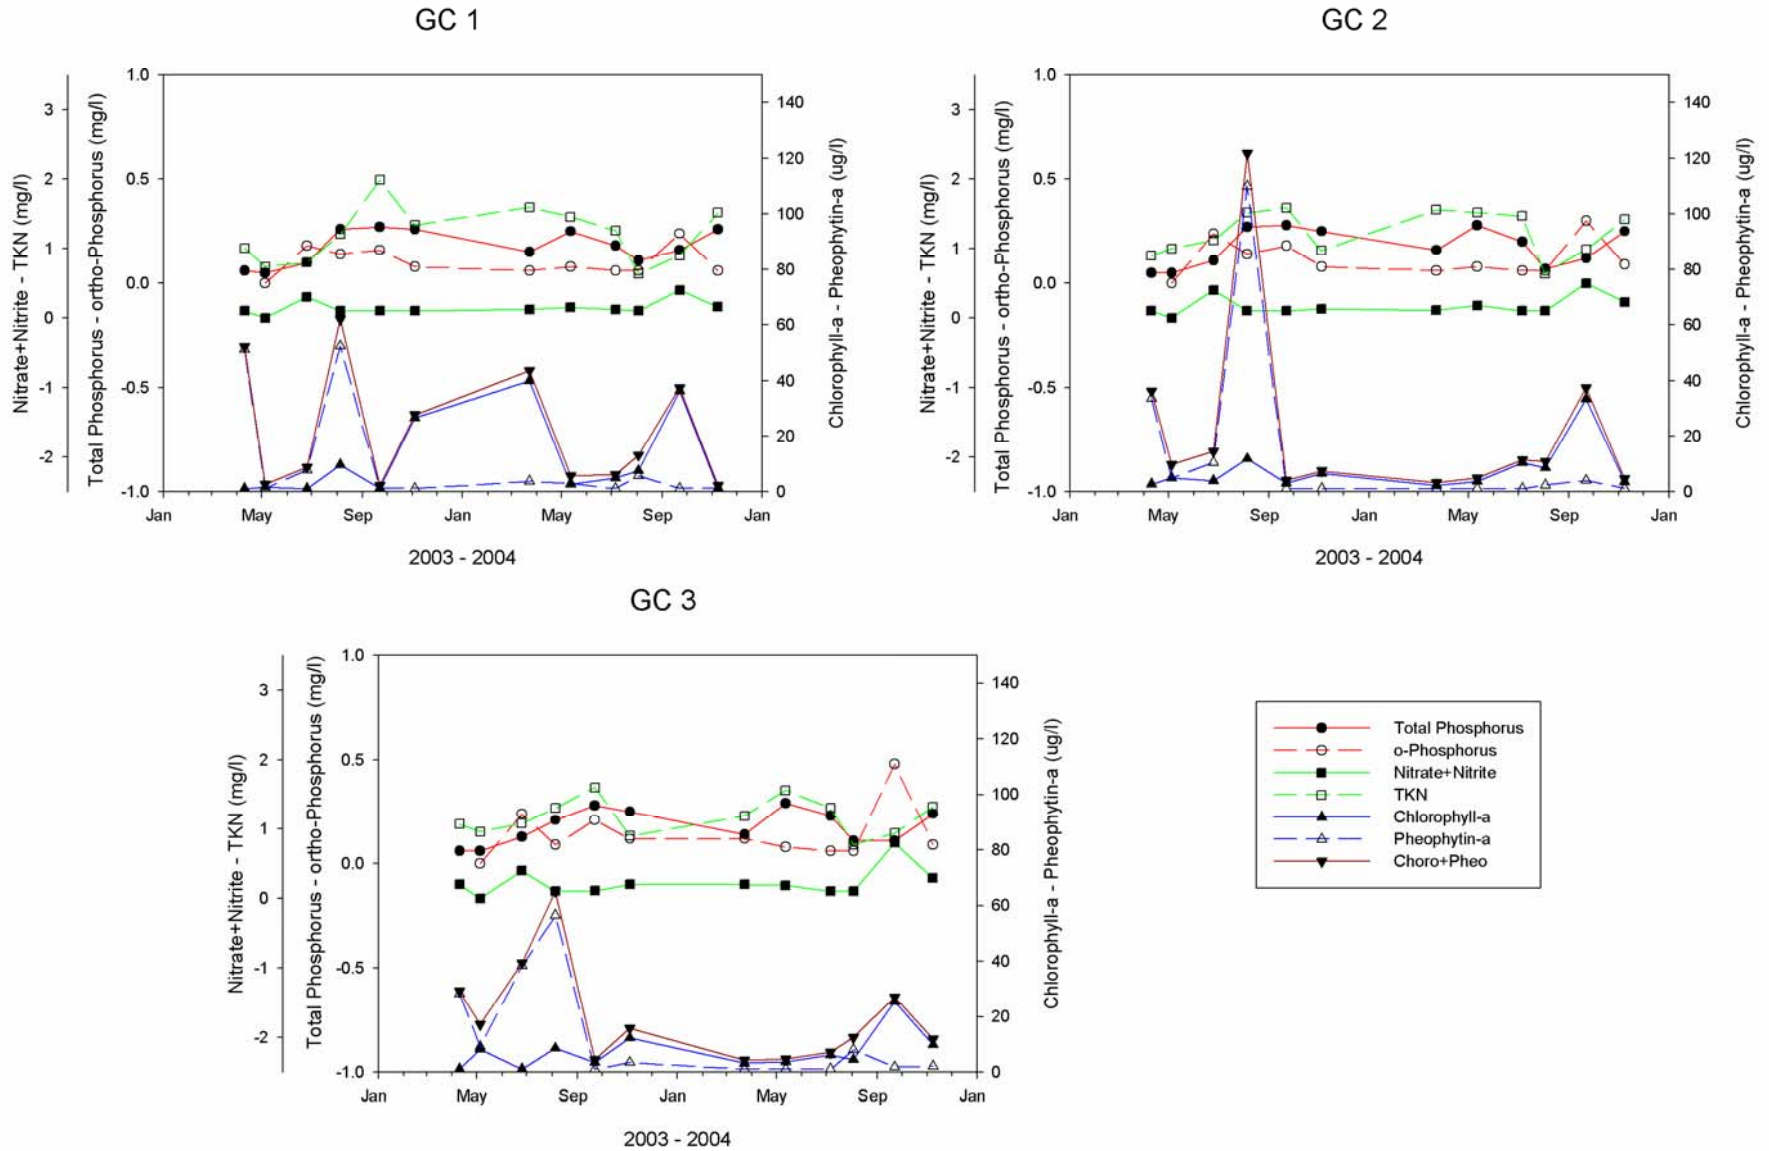 GC 1
Nitrate+Nitrite - TKN (mg/l)
3
2
1
0
-1
-2
Total Phosphorus - ortho-Phosphorus (mg/l)
1.0
0.5
0.0
-0.5
-1.0
140
120
100
80
60
40
20
0
Chlorophyll-a - Pheophytin-a (ug/l)
Jan May Sep Jan May Sep Jan
2003 - 2004
GC 2
Nitrate+Nitrite - TKN (mg/l)
3
2
1
0
-1
-2
Total Phosphorus - ortho-Phosphorus (mg/l)
1.0
0.5
0.0
-0.5
-1.0
140
120
100
80
60
40
20
0
Chlorophyll-a - Pheophytin-a (ug/l)
Jan May Sep Jan May Sep Jan
2003 - 2004
GC 3
Nitrate+Nitrite - TKN (mg/l)
3
2
1
0
-1
-2
Total Phosphorus - ortho-Phosphorus (mg/l)
1.0
0.5
0.0
-0.5
-1.0
140
120
100
80
60
40
20
0
Chlorophyll-a - Pheophytin-a (ug/l)
Jan May Sep Jan May Sep Jan
2003 - 2004
Total Phosphorus
o-Phosphorus
Nitrate+Nitrite
TKN
Chlorophyll-a
Pheophytin-a
Choro+Pheo